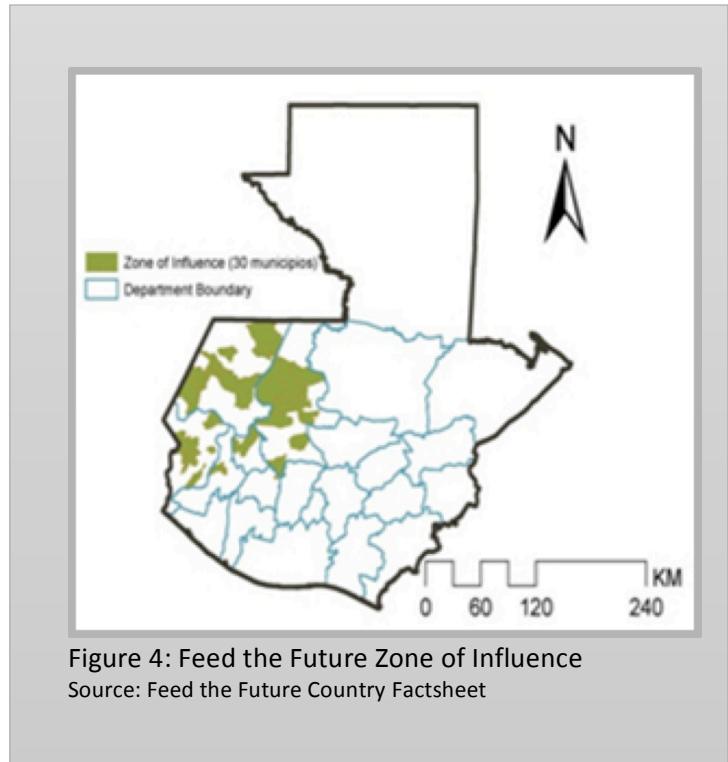 N
Zone of Influence (30 municipios)
Department Boundary
KM
0 60 120 240
Figure 4: Feed the Future Zone of Influence
Source: Feed the Future Country Factsheet